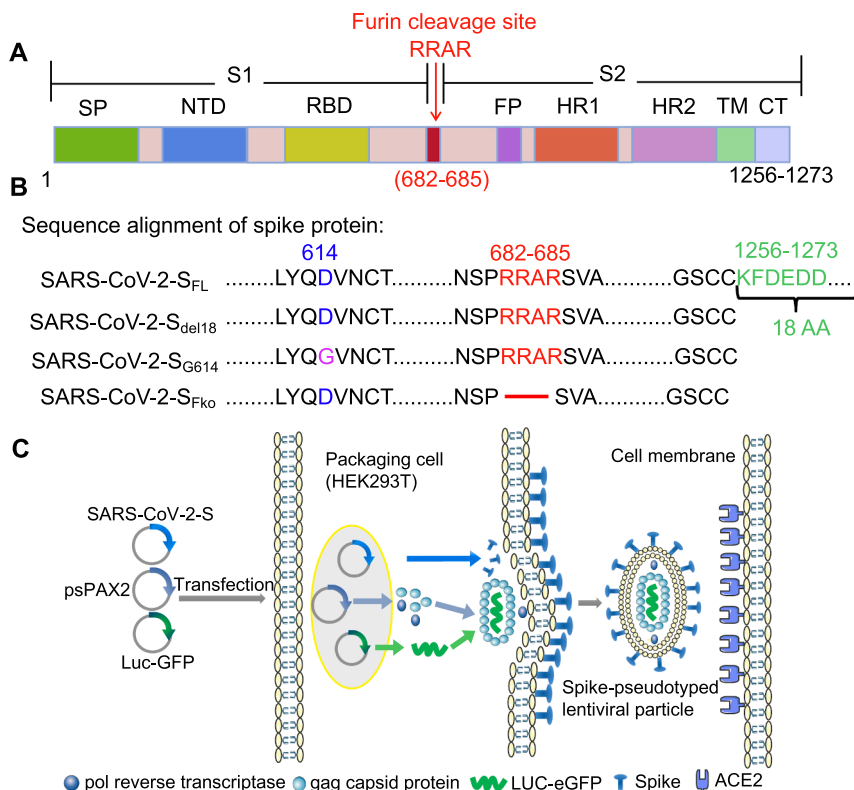 Furin cleavage site
RRAR
A
S1
S2
SP NTD RBD FP HR1 HR2 TM CT
1 (682-685) 1256-1273
B
Sequence alignment of spike protein:
614 682-685 1256-1273
SARS-CoV-2-SFL ........LYQDVNCT..........NSPRRARSVA...........GSCCKFDEDD....
SARS-CoV-2-Sdel18 ........LYQDVNCT..........NSPRRARSVA...........GSCC
18 AA
SARS-CoV-2-SG614 ........LYQGVNCT..........NSPRRARSVA...........GSCC
SARS-CoV-2-SFko ........LYQDVNCT..........NSP — SVA...........GSCC
C
Packaging cell
(HEK293T)
Cell membrane
SARS-CoV-2-S
psPAX2
Transfection
Luc-GFP
Spike-pseudotyped
lentiviral particle
pol reverse transcriptase gag capsid protein LUC-eGFP Spike ACE2